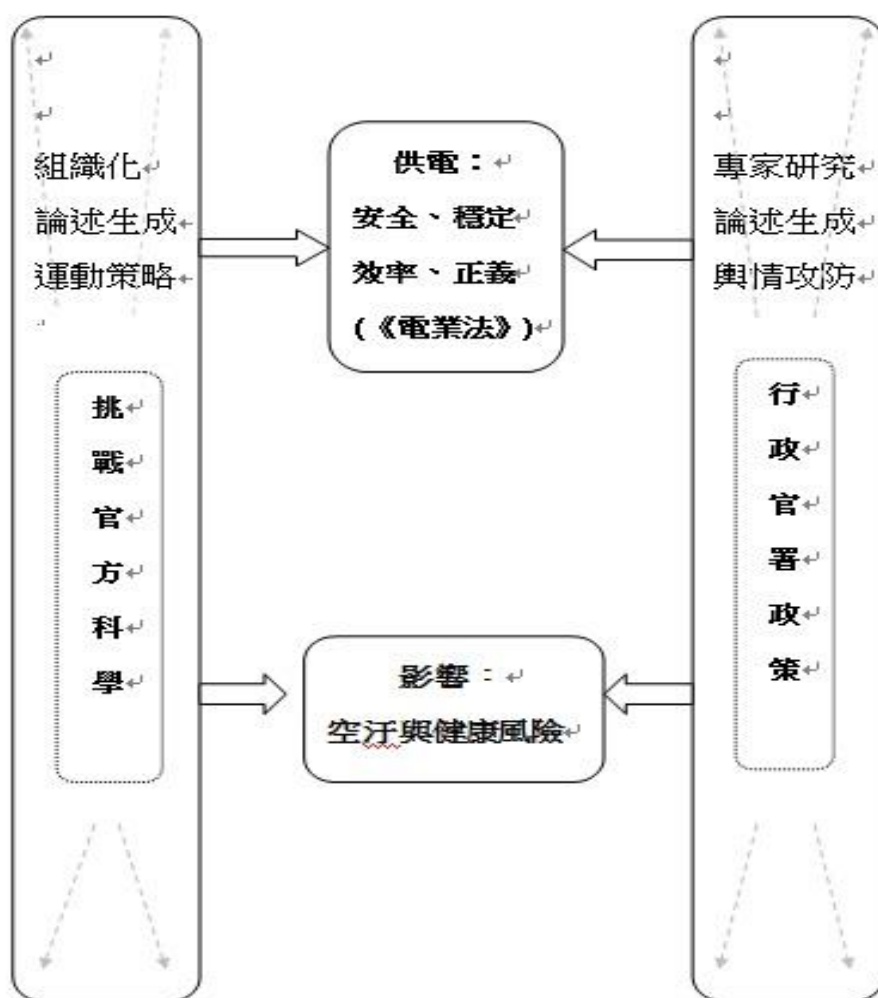 組織化
論述生成
運動策略
挑
戰
官
方
科
學
供電：
安全、穩定
效率、正義
(《電業法》)
影響：
空汙與健康風險
專家研究
論述生成
輿情攻防
行
政
官
署
政
策